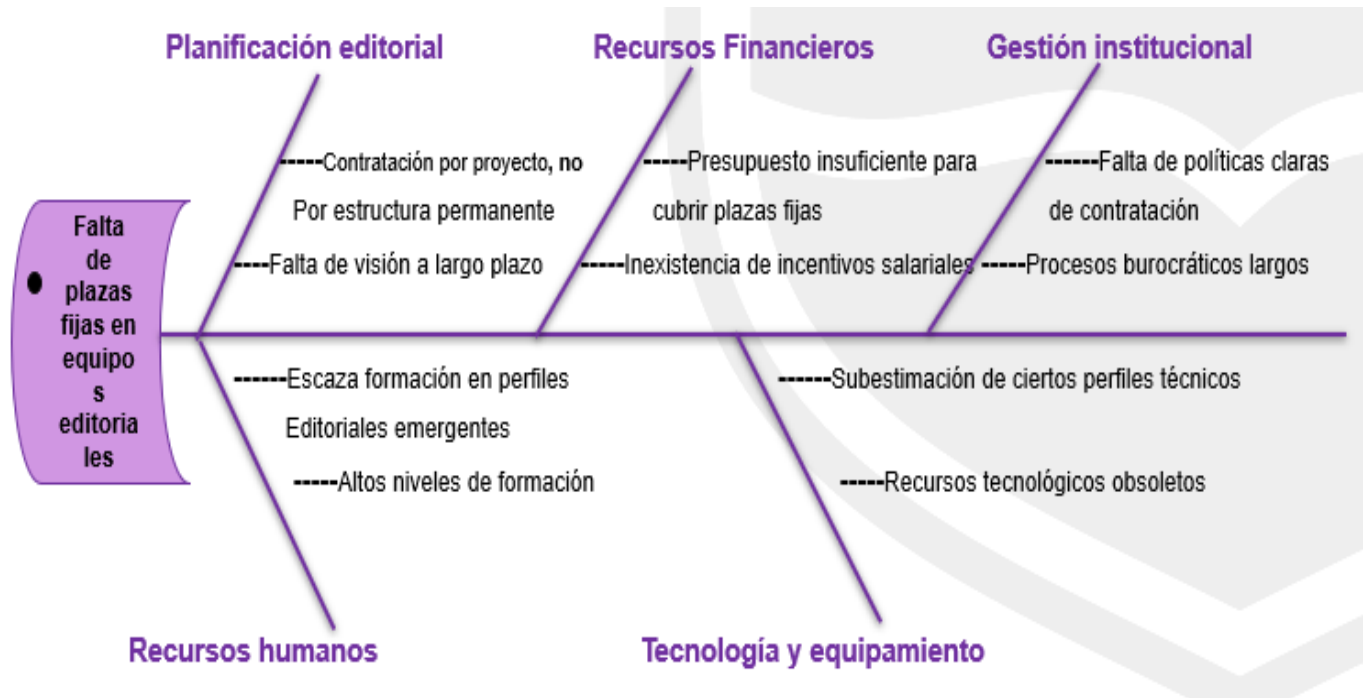 Planificación editorial
Recursos Financieros
Gestión institucional
-----Contratación por proyecto, no
Por estructura permanente
----Falta de visión a largo plazo
-----Presupuesto insuficiente para
cubrir plazas fijas
-----Inexistencia de incentivos salariales
------Falta de políticas claras
de contratación
-----Procesos burocráticos largos
Falta
de
plazas
fijas en
equipo
s
editoria
les
------Escaza formación en perfiles
Editoriales emergentes
-----Altos niveles de formación
------Subestimación de ciertos perfiles técnicos
-----Recursos tecnológicos obsoletos
Recursos humanos
Tecnología y equipamiento